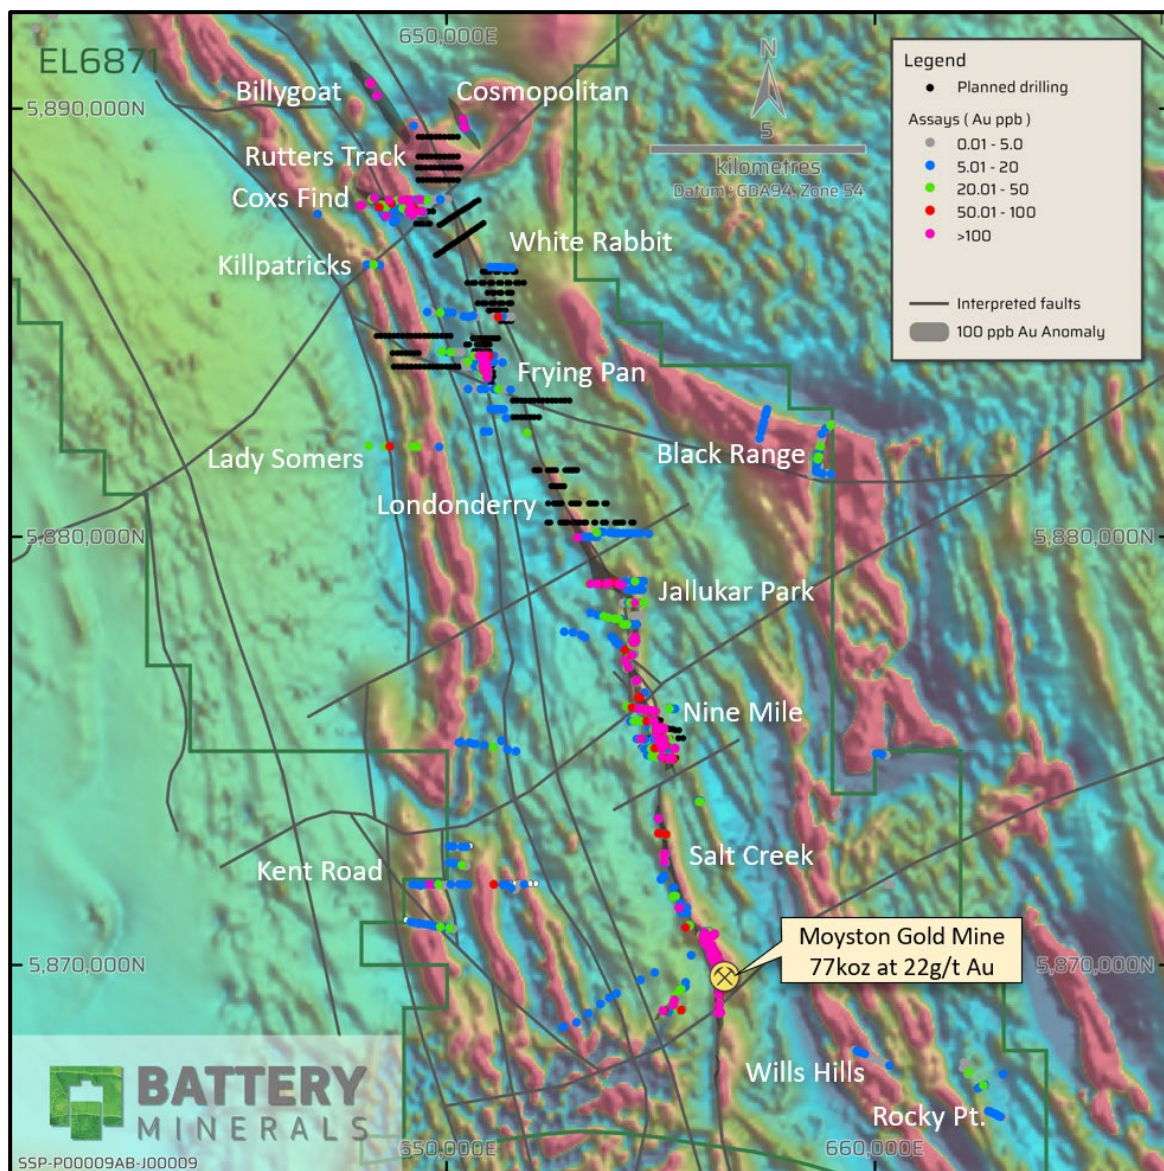 650,000E
EL6871
N
Legend
Planned drilling
Assays ( Au ppb )
0.01 - 5.0
5.01 - 20
20.01 - 50
50.01 - 100
>100
Interpreted faults
100 ppb Au Anomaly
Billygoat
Cosmopolitan
5,890,000N
5
kilometres
Datum : GDA94, Zone 54
Rutters Track
Coxs Find
White Rabbit
Killpatricks
Frying Pan
Lady Somers
Black Range
Londonderry
5,880,000N
5,880,000N
Jallukar Park
Nine Mile
Salt Creek
Kent Road
Moyston Gold Mine
77koz at 22g/t Au
5,870,000N
5,870,000N
Wills Hills
Rocky Pt.
BATTERY
MINERALS
650,000E
660,000E
SSP-P00009AB-J00009